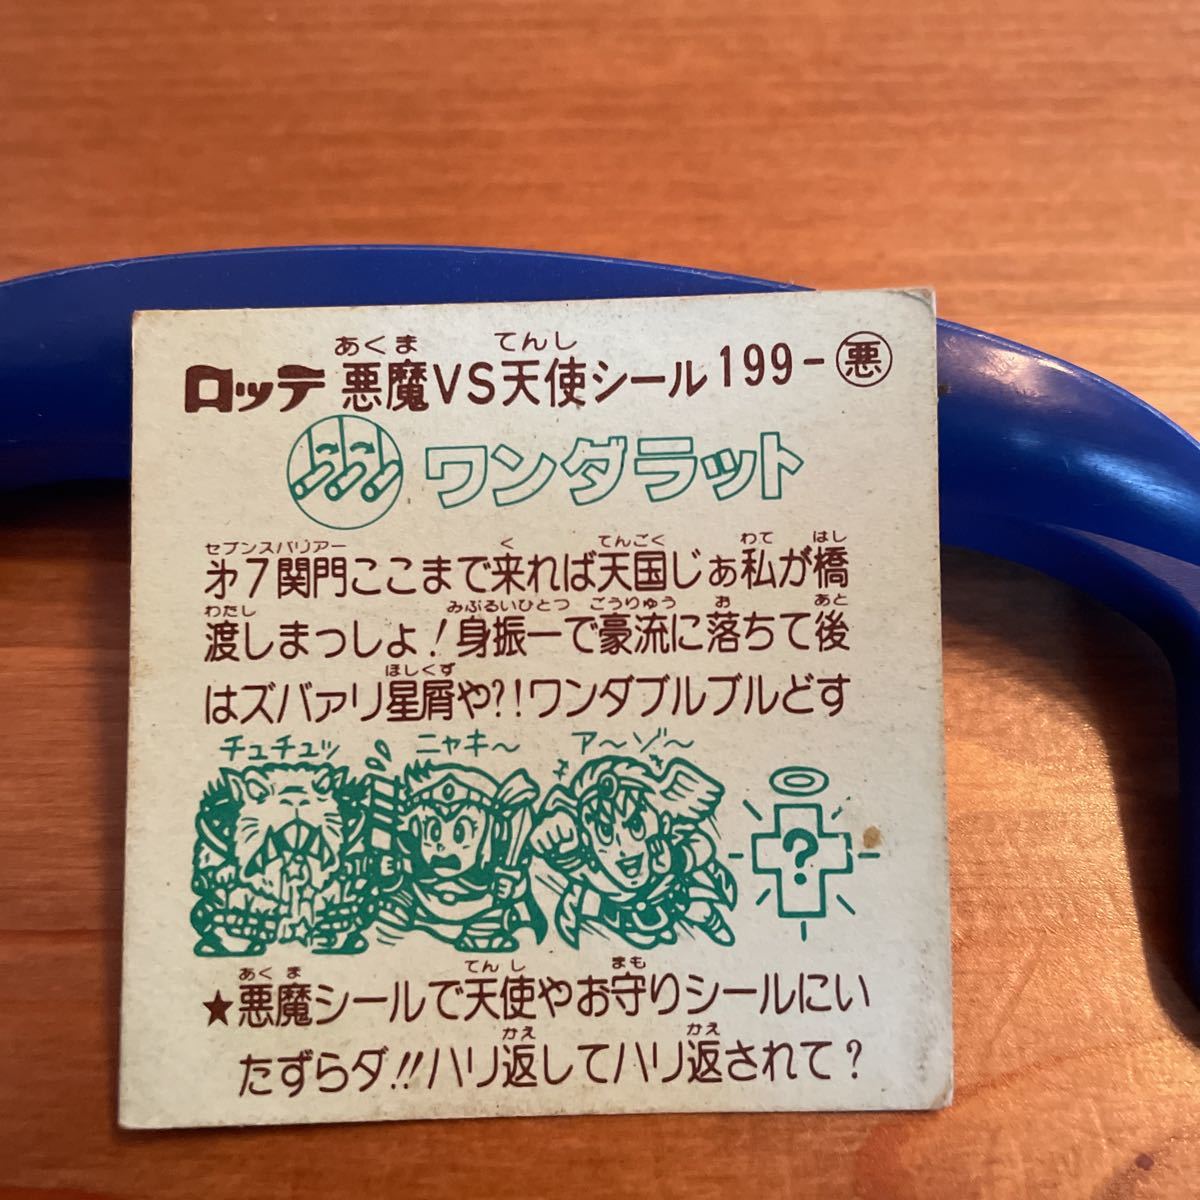 あくま てんし
ロッテ 悪魔VS天使シール199-悪
ワンダラット
セブンスバリアー く てんごく わて はし
才7関門ここまで来れば天国じぁ私が橋
わたし みぶるいひとつ ごうりゅう お あと
渡しまっしょ!身振一で豪流に落ちて後
ほしくず
はズバァリ星屑や?!ワンダブルブルどす
チュチュッ ニャキ〜 ア〜ゾ〜
?
あくま てんし まも
★悪魔シールで天使やお守りシールにい
かえ かえ
たずらダ!!ハリ返してハリ返されて?